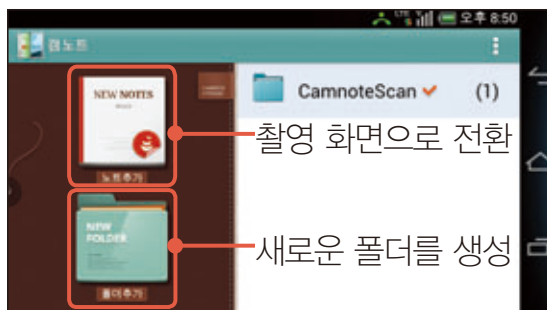 LTE 오후 8:50
캠노트
NEW NOTES
노트추가
CamnoteScan (1)
촬영 화면으로 전환
NEW
FOLDER
폴더추가
새로운 폴더를 생성